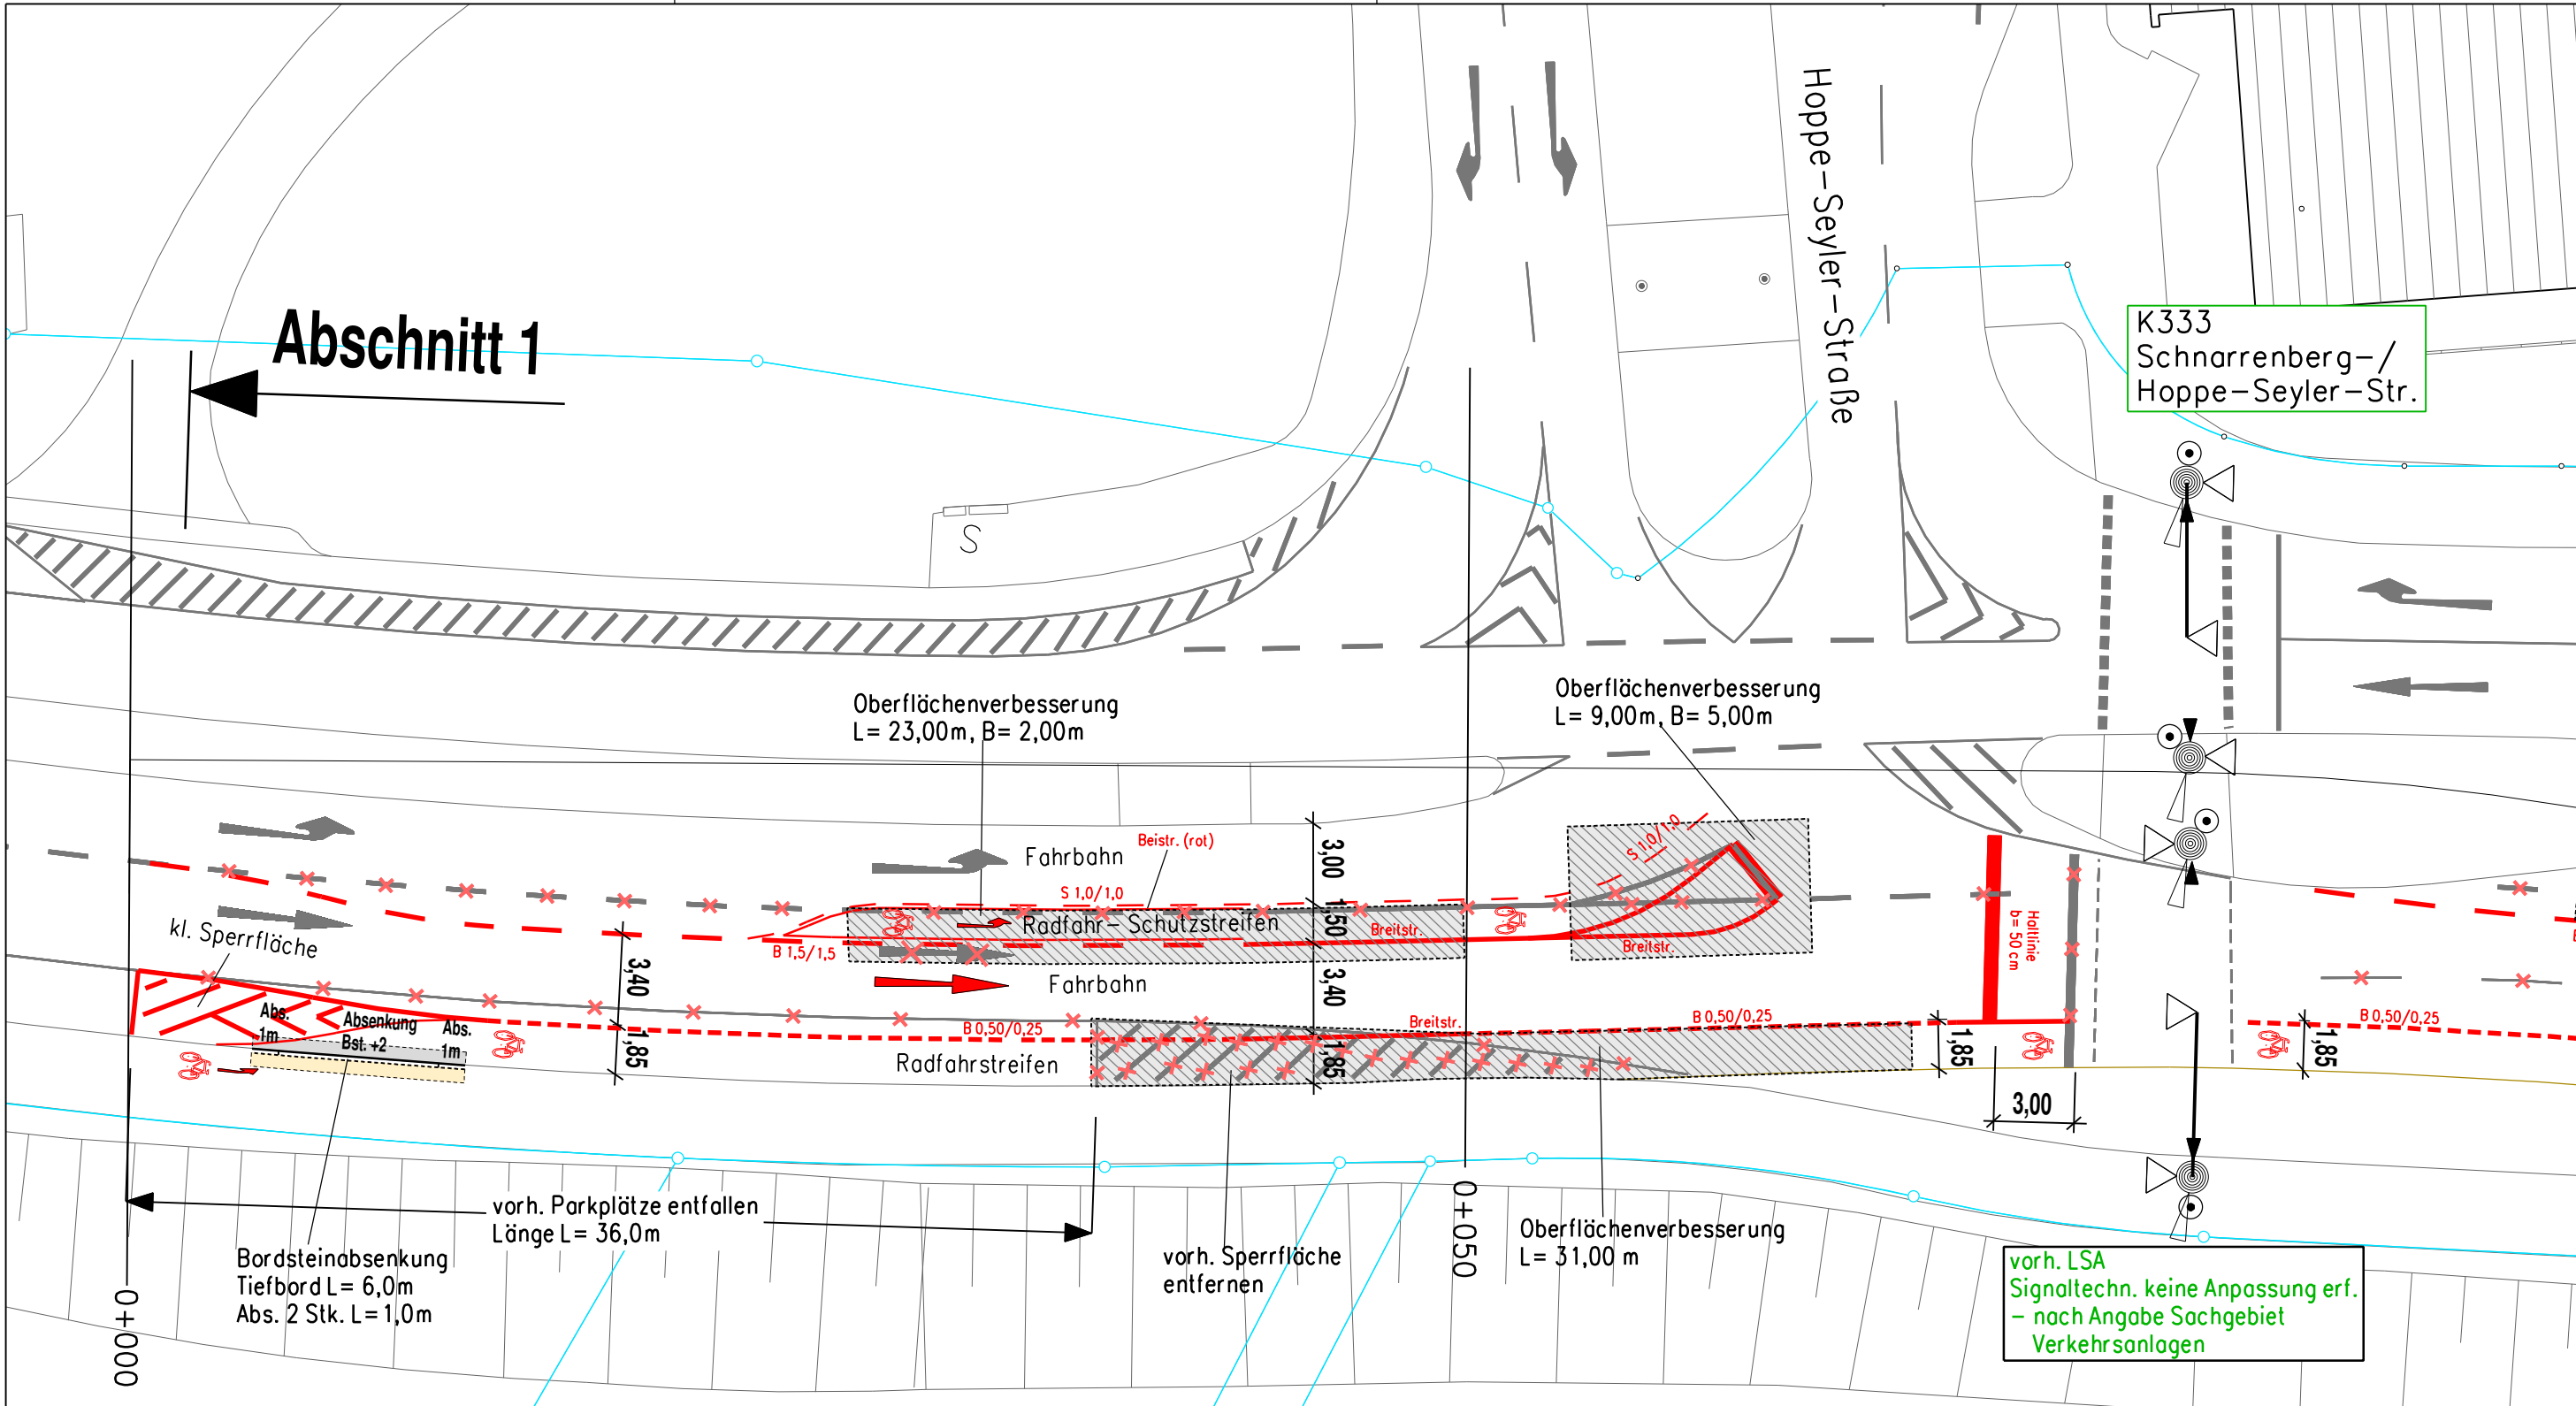 Abschnitt 1
Hoppe-Seyler-Straße
K333
Schnarrenberg-/
Hoppe-Seyler-Str.
S
Oberflächenverbesserung
L= 23,00m, B= 2,00m
Oberflächenverbesserung
L= 9,00m, B= 5,00m
Fahrbahn
Beistr. (rot)
3,00
S 1,0/1,0
S 1,0/1,0
kl. Sperrfläche
Radfahr-Schutzstreifen
1,50
Breitstr.
Breitstr.
B 1,5/1,5
Fahrbahn
3,40
3,40
Haltlinie
b= 50 cm
Abs.
1m
Absenkung
Bst. +2
Abs.
1m
1,85
B 0,50/0,25
Breitstr.
B 0,50/0,25
B 0,50/0,25
Radfahrstreifen
1,85
1,85
1,85
3,00
vorh. Parkplätze entfallen
Länge L= 36,0m
Bordsteinabsenkung
Tiefbord L= 6,0m
Abs. 2 Stk. L= 1,0m
vorh. Sperrfläche
entfernen
Oberflächenverbesserung
L= 31,00 m
0+000
0+050
vorh. LSA
Signaltechn. keine Anpassung erf.
- nach Angabe Sachgebiet
Verkehrsanlagen